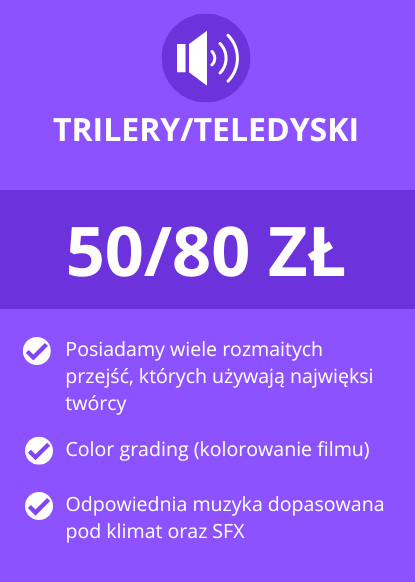 TRILERY/TELEDYSKI
50/80 ZŁ
Posiadamy wiele rozmaitych
przejść, których używają najwięksi
twórcy
Color grading (kolorowanie filmu)
Odpowiednia muzyka dopasowana
pod klimat oraz SFX